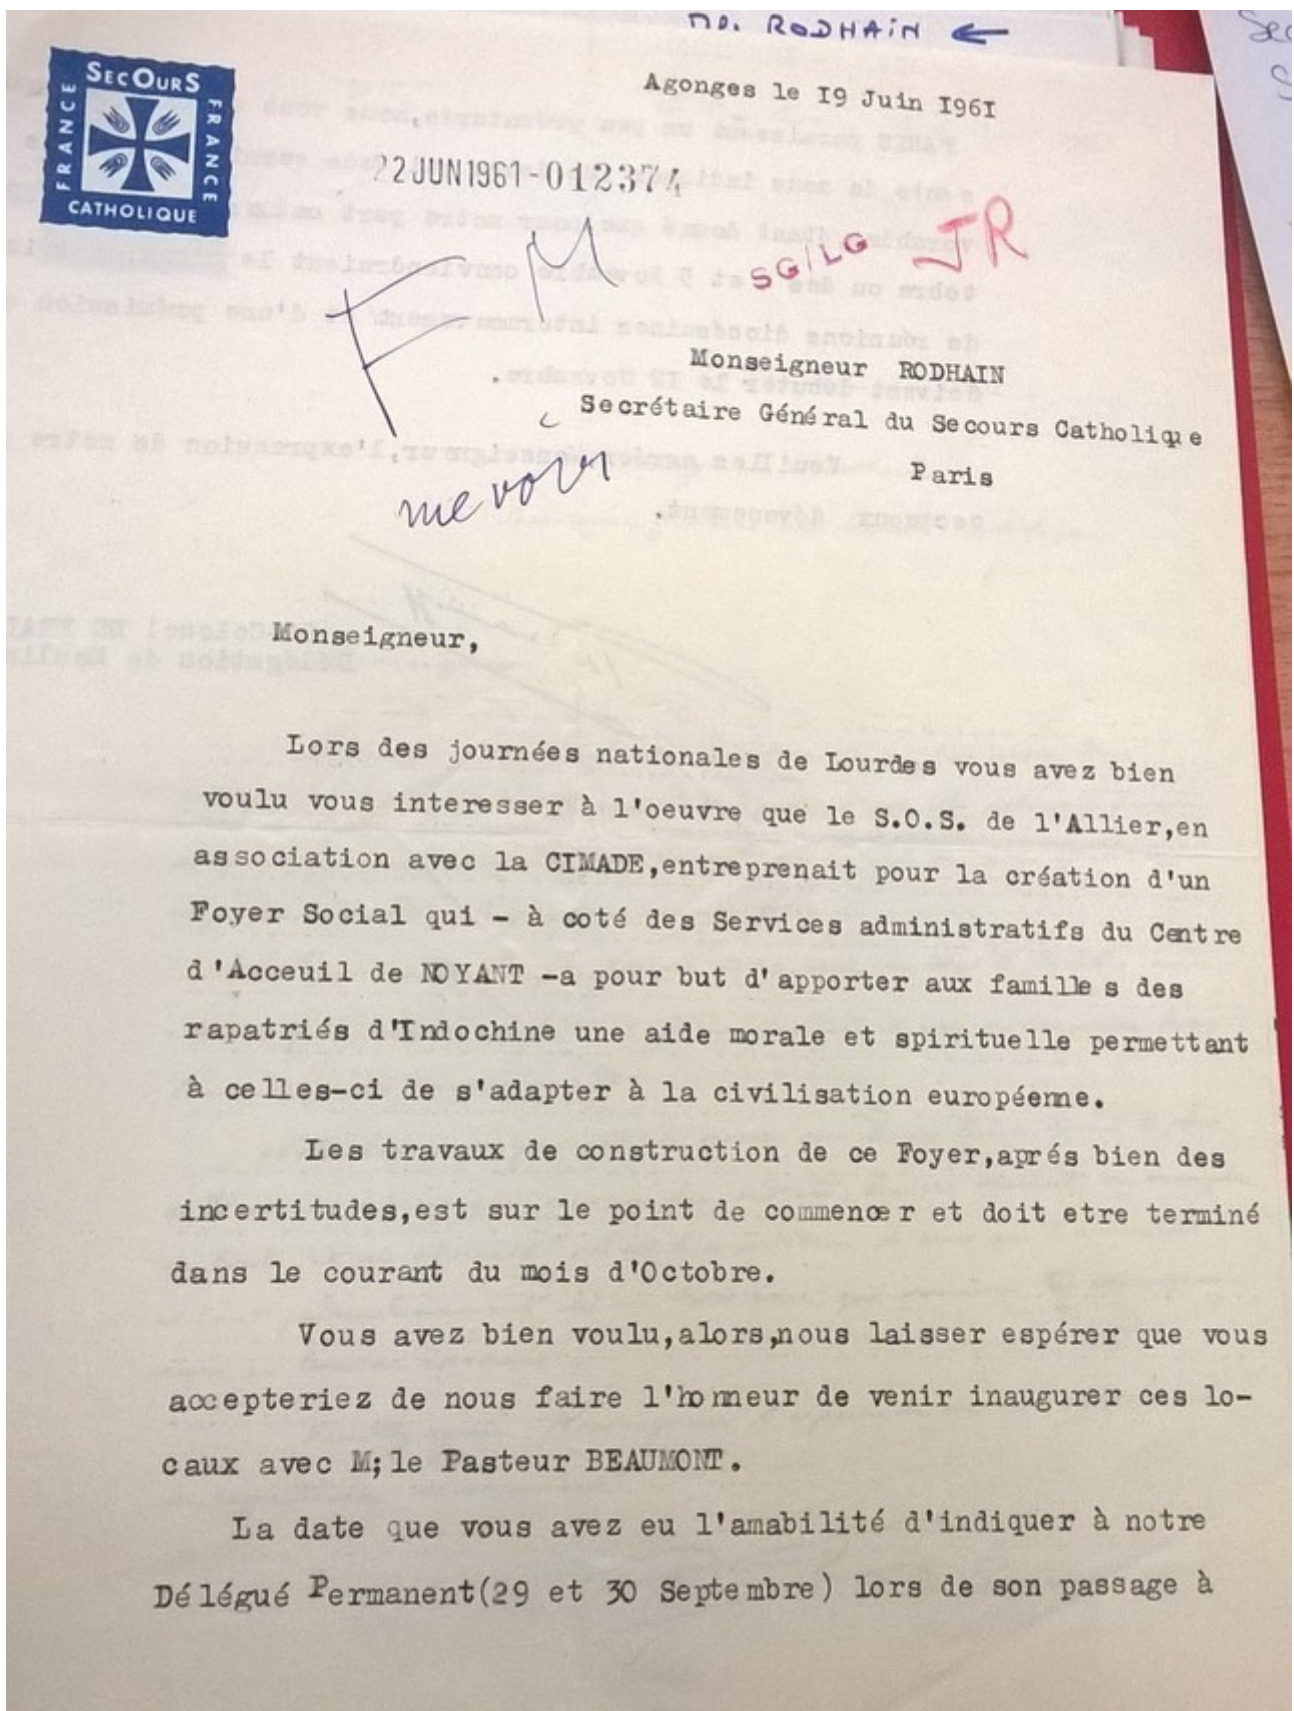 MD. RODHAIN ←
SECOURS
FRANCE
FRANCE
CATHOLIQUE
Agonges le I9 Juin I96I
22 JUN 1961-012374
F M
SG/LG
JR
Monseigneur RODHAIN
Secrétaire Général du Secours Catholique
Paris
me voir
Monseigneur,
Lors des journées nationales de Lourdes vous avez bien
voulu vous interesser à l'oeuvre que le S.O.S. de l'Allier,en
association avec la CIMADE,entreprenait pour la création d'un
Foyer Social qui - à coté des Services administratifs du Centre
d'Acceuil de NOYANT -a pour but d'apporter aux familles des
rapatriés d'Indochine une aide morale et spirituelle permettant
à celles-ci de s'adapter à la civilisation européenne.
Les travaux de construction de ce Foyer,aprés bien des
incertitudes,est sur le point de commencer et doit etre terminé
dans le courant du mois d'Octobre.
Vous avez bien voulu,alors,nous laisser espérer que vous
accepteriez de nous faire l'honneur de venir inaugurer ces lo-
caux avec M;le Pasteur BEAUMONT.
La date que vous avez eu l'amabilité d'indiquer à notre
Délégué Permanent(29 et 30 Septembre) lors de son passage à